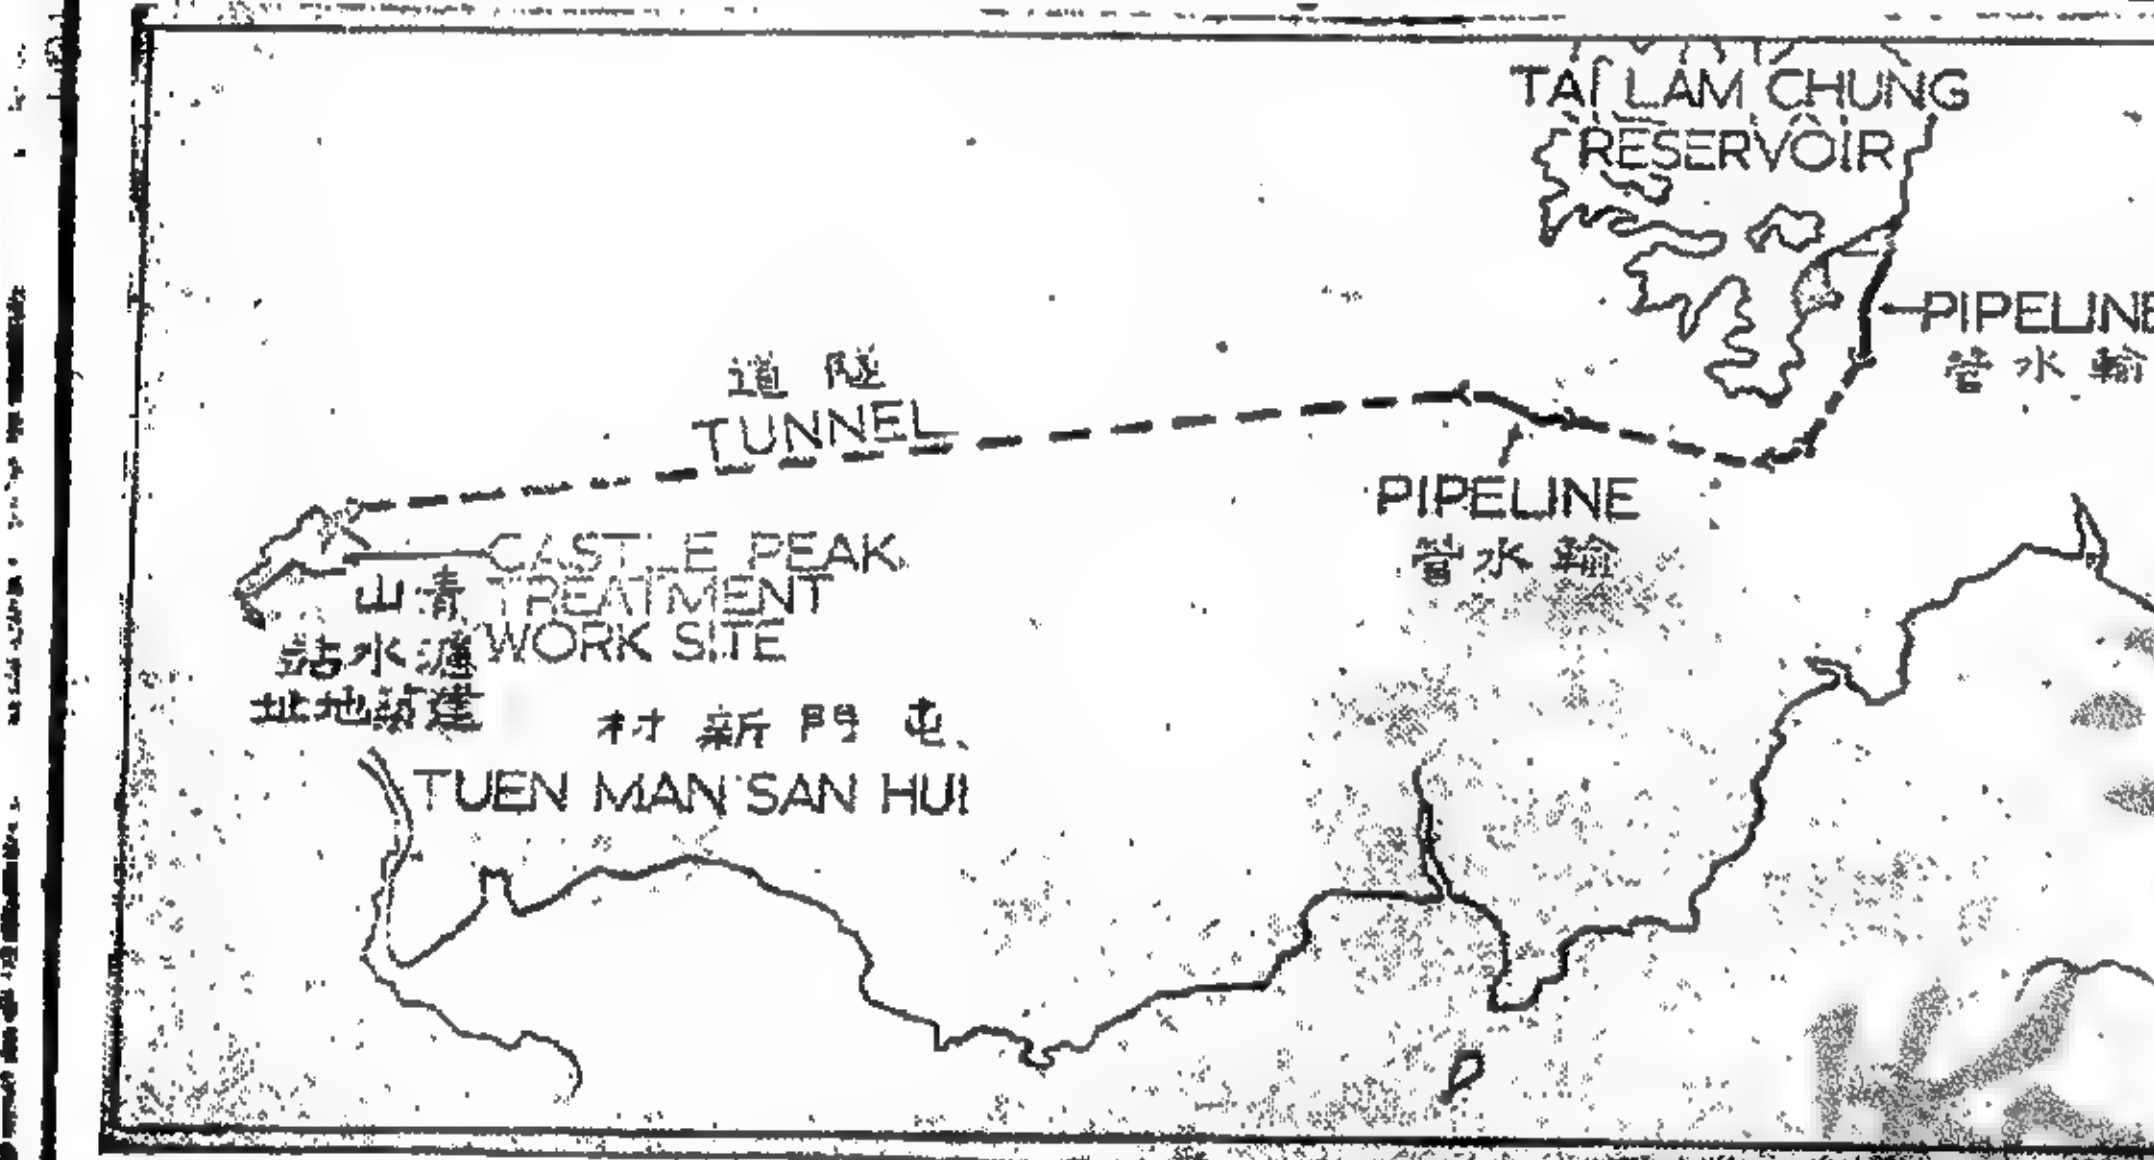 TAI LAM CHUNG
RESERVOIR
PIPELINE
管水輸
道隧
TUNNEL
PIPELINE
管水輸
CASTLE PEAK
TREATMENT
WORK SITE
山青
站水濾
址地築建
村新門屯
TUEN MAN SAN HUI